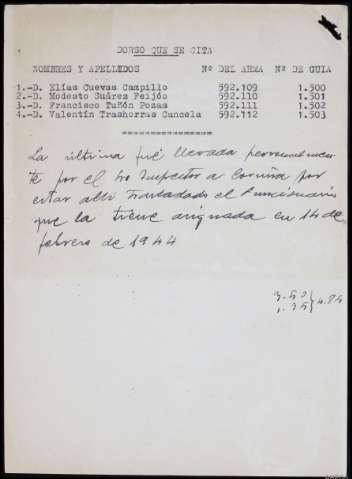 DORSO QUE SE CITA
NOMBRES Y APELLIDOS Nº DEL ARMA Nº DE GUIA
1.-D. Elías Cuevas Campillo 592.109 1.500
2.-D. Modesto Suárez Feijóo 592.110 1.501
3.-D. Francisco Tuñón Posas 592.111 1.502
4.-D. Valentín Trashorras Cancela 592.112 1.503
La última fué llevada personalmen
te por el Inspector a Coruña por
estar allí trasladado el funcionario
que la tiene asignada en 14 de
febrero de 1944